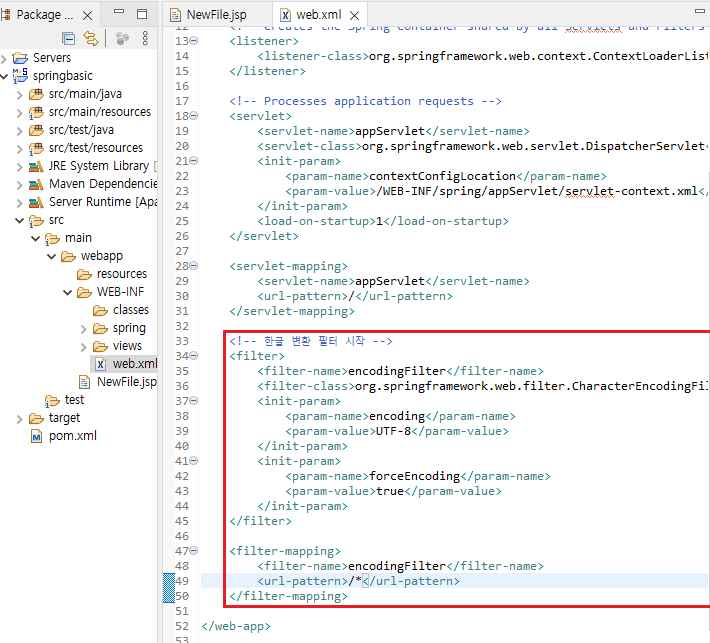 Package ...
NewFile.jsp
web.xml
Servers
springbasic
src/main/java
src/main/resources
src/test/java
src/test/resources
JRE System Library [
Maven Dependencie
Server Runtime [Apa
src
main
webapp
resources
WEB-INF
classes
spring
views
web.xml
NewFile.jsp
test
target
pom.xml
13 <listener>
14 <listener-class>org.springframework.web.context.ContextLoaderList
15 </listener>
16
17 <!-- Processes application requests -->
18 <servlet>
19 <servlet-name>appServlet</servlet-name>
20 <servlet-class>org.springframework.web.servlet.DispatcherServlet<
21 <init-param>
22 <param-name>contextConfigLocation</param-name>
23 <param-value>/WEB-INF/spring/appServlet/servlet-context.xml</
24 </init-param>
25 <load-on-startup>1</load-on-startup>
26 </servlet>
27
28 <servlet-mapping>
29 <servlet-name>appServlet</servlet-name>
30 <url-pattern>/</url-pattern>
31 </servlet-mapping>
32
33 <!-- 한글 변환 필터 시작 -->
34 <filter>
35 <filter-name>encodingFilter</filter-name>
36 <filter-class>org.springframework.web.filter.CharacterEncodingFil
37 <init-param>
38 <param-name>encoding</param-name>
39 <param-value>UTF-8</param-value>
40 </init-param>
41 <init-param>
42 <param-name>forceEncoding</param-name>
43 <param-value>true</param-value>
44 </init-param>
45 </filter>
46
47 <filter-mapping>
48 <filter-name>encodingFilter</filter-name>
49 <url-pattern>/*</url-pattern>
50 </filter-mapping>
51
52 </web-app>
53